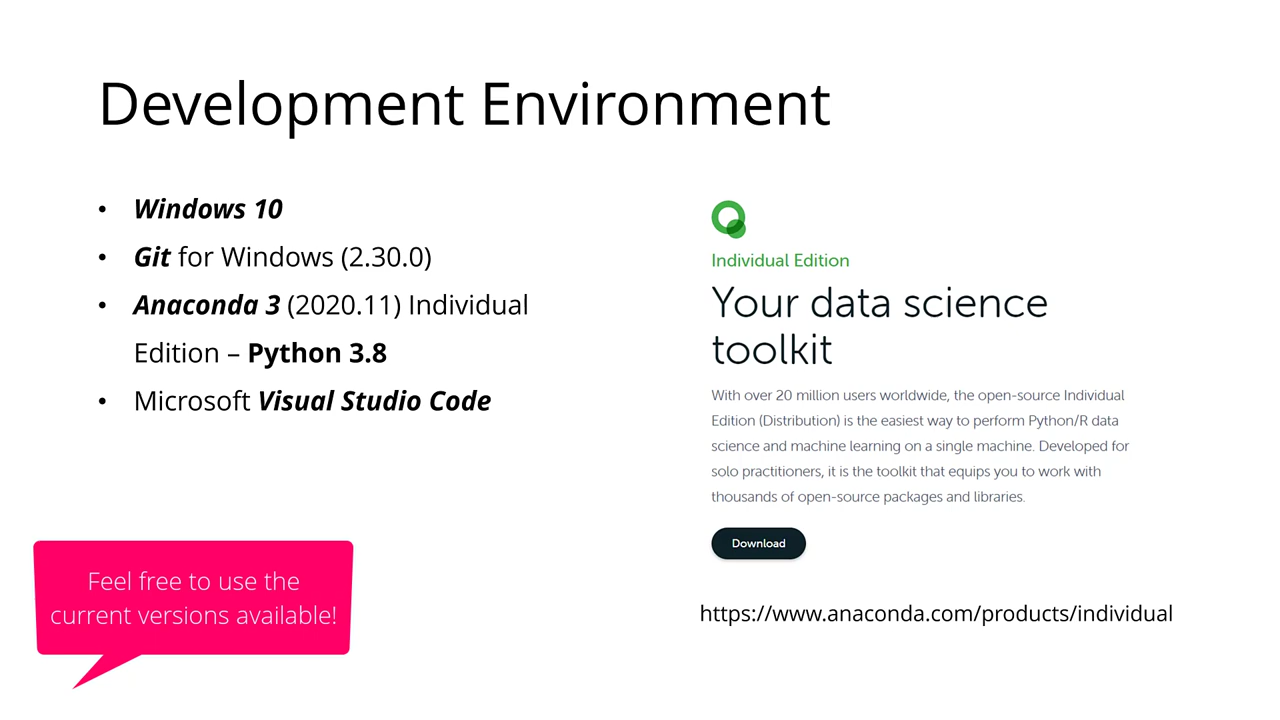 Development Environment
• Windows 10
• Git for Windows (2.30.0)
• Anaconda 3 (2020.11) Individual
Edition – Python 3.8
• Microsoft Visual Studio Code
Individual Edition
Your data science
toolkit
With over 20 million users worldwide, the open-source Individual
Edition (Distribution) is the easiest way to perform Python/R data
science and machine learning on a single machine. Developed for
solo practitioners, it is the toolkit that equips you to work with
thousands of open-source packages and libraries.
Download
https://www.anaconda.com/products/individual
Feel free to use the
current versions available!